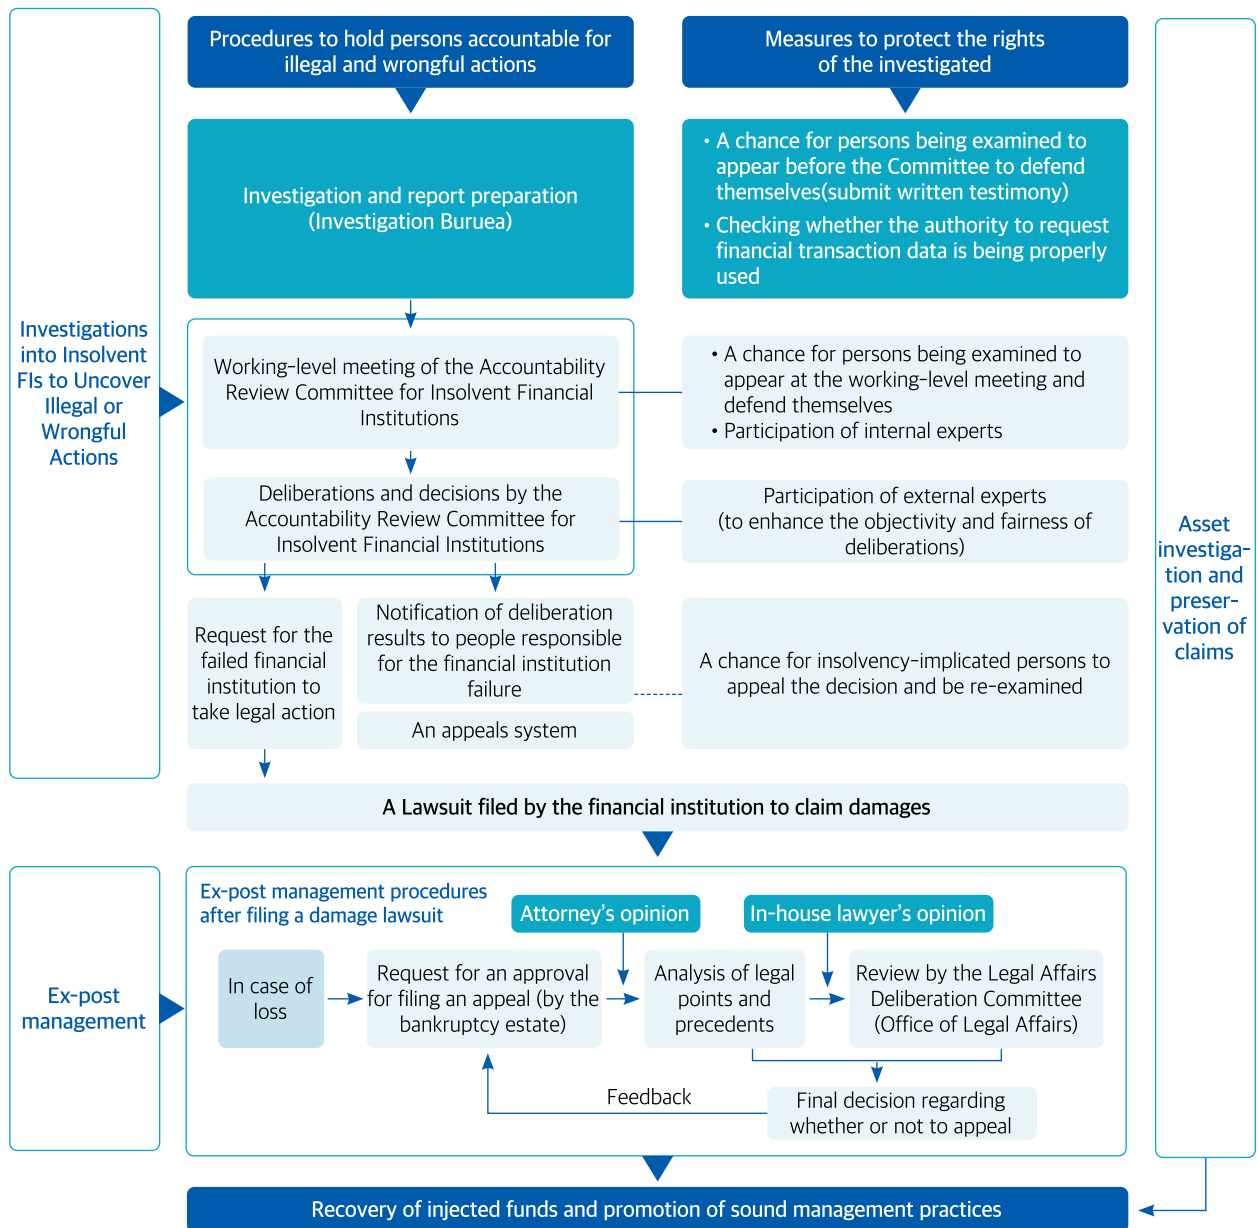 Procedures to hold persons accountable for
illegal and wrongful actions
Measures to protect the rights
of the investigated
Investigations
into Insolvent
FIs to Uncover
Illegal or
Wrongful
Actions
Investigation and report preparation
(Investigation Buruea)
• A chance for persons being examined to
appear before the Committee to defend
themselves(submit written testimony)
• Checking whether the authority to request
financial transaction data is being properly
used
Working-level meeting of the Accountability
Review Committee for Insolvent Financial
Institutions
• A chance for persons being examined to
appear at the working-level meeting and
defend themselves
• Participation of internal experts
Deliberations and decisions by the
Accountability Review Committee for
Insolvent Financial Institutions
Participation of external experts
(to enhance the objectivity and fairness of
deliberations)
Request for the
failed financial
institution to
take legal action
Notification of deliberation
results to people responsible
for the financial institution
failure
An appeals system
A chance for insolvency-implicated persons to
appeal the decision and be re-examined
A Lawsuit filed by the financial institution to claim damages
Asset
investiga-
tion and
preser-
vation of
claims
Ex-post
management
Ex-post management procedures
after filing a damage lawsuit
Attorney's opinion
In-house lawyer's opinion
In case of
loss
Request for an approval
for filing an appeal (by the
bankruptcy estate)
Analysis of legal
points and
precedents
Review by the Legal Affairs
Deliberation Committee
(Office of Legal Affairs)
Feedback
Final decision regarding
whether or not to appeal
Recovery of injected funds and promotion of sound management practices